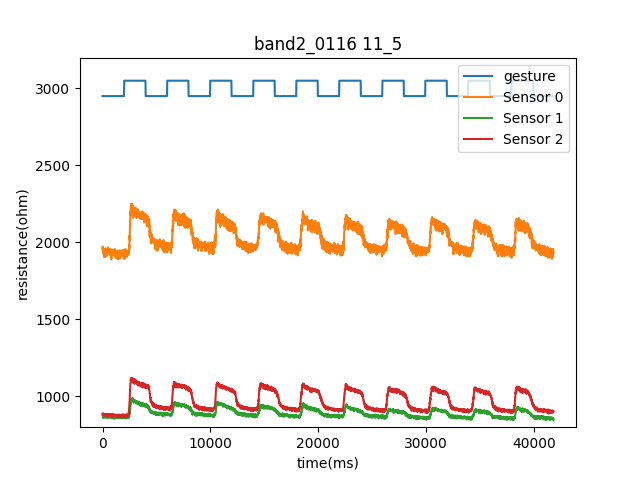 band2_0116 11_5
gesture
Sensor 0
Sensor 1
Sensor 2
resistance(ohm)
3000
2500
2000
1500
1000
0
10000
20000
30000
40000
time(ms)